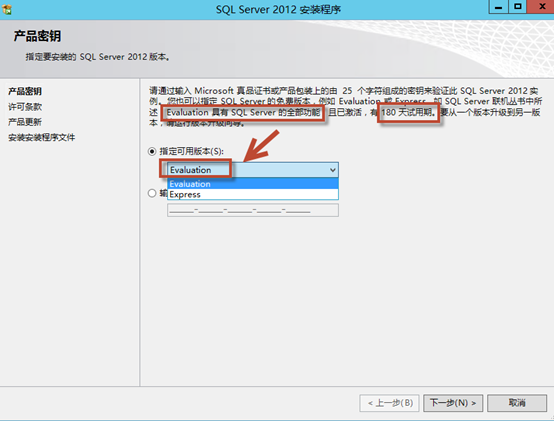 SQL Server 2012 安装程序
产品密钥
指定要安装的 SQL Server 2012 版本。
产品密钥
许可条款
产品更新
安装安装程序文件
请通过输入 Microsoft 真品证书或产品包装上的由 25 个字符组成的密钥来验证此 SQL Server 2012 实
例。您也可以指定 SQL Server 的免费版本，例如 Evaluation 或 Express。如 SQL Server 联机丛书中所
述，Evaluation 具有 SQL Server 的全部功能，且已激活，有 180 天试用期。要从一个版本升级到另一版
本，请运行版本升级向导。
指定可用版本(S):
Evaluation
Evaluation
Express
输
_____-_____-_____-_____-_____
< 上一步(B)
下一步(N) >
取消